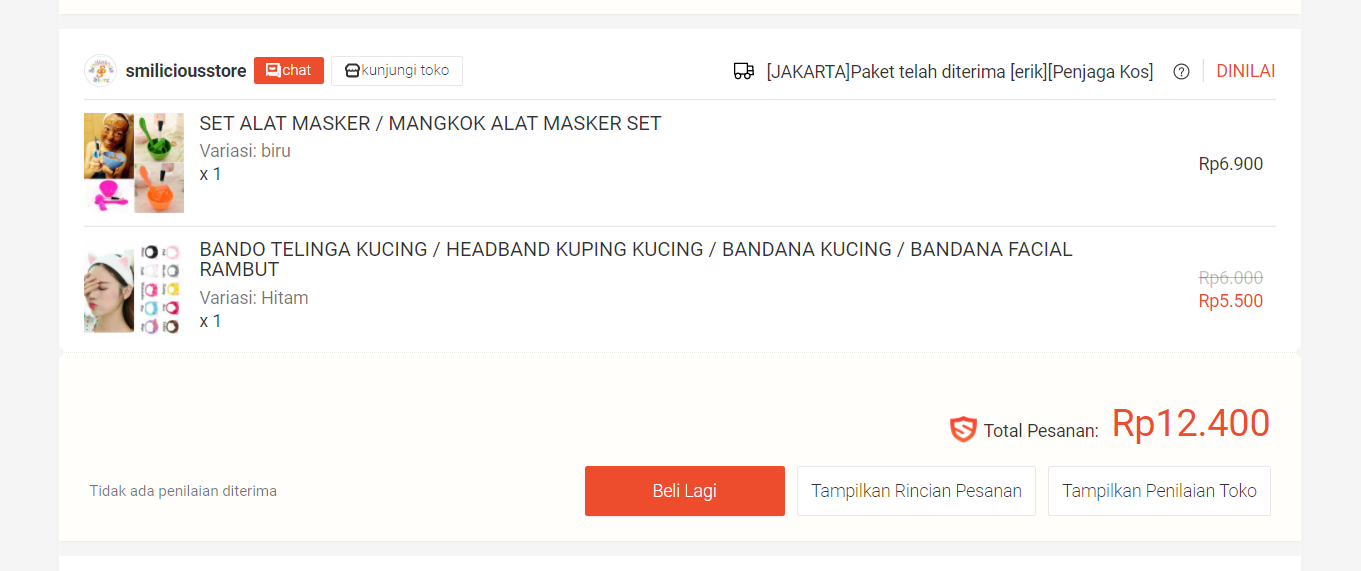 smiliciousstore chat kunjungi toko [JAKARTA]Paket telah diterima [erik][Penjaga Kos] ? DINILAI
SET ALAT MASKER / MANGKOK ALAT MASKER SET
Variasi: biru
x 1
Rp6.900
BANDO TELINGA KUCING / HEADBAND KUPING KUCING / BANDANA KUCING / BANDANA FACIAL
RAMBUT
Variasi: Hitam
x 1
Rp6.000
Rp5.500
Total Pesanan: Rp12.400
Tidak ada penilaian diterima
Beli Lagi
Tampilkan Rincian Pesanan
Tampilkan Penilaian Toko